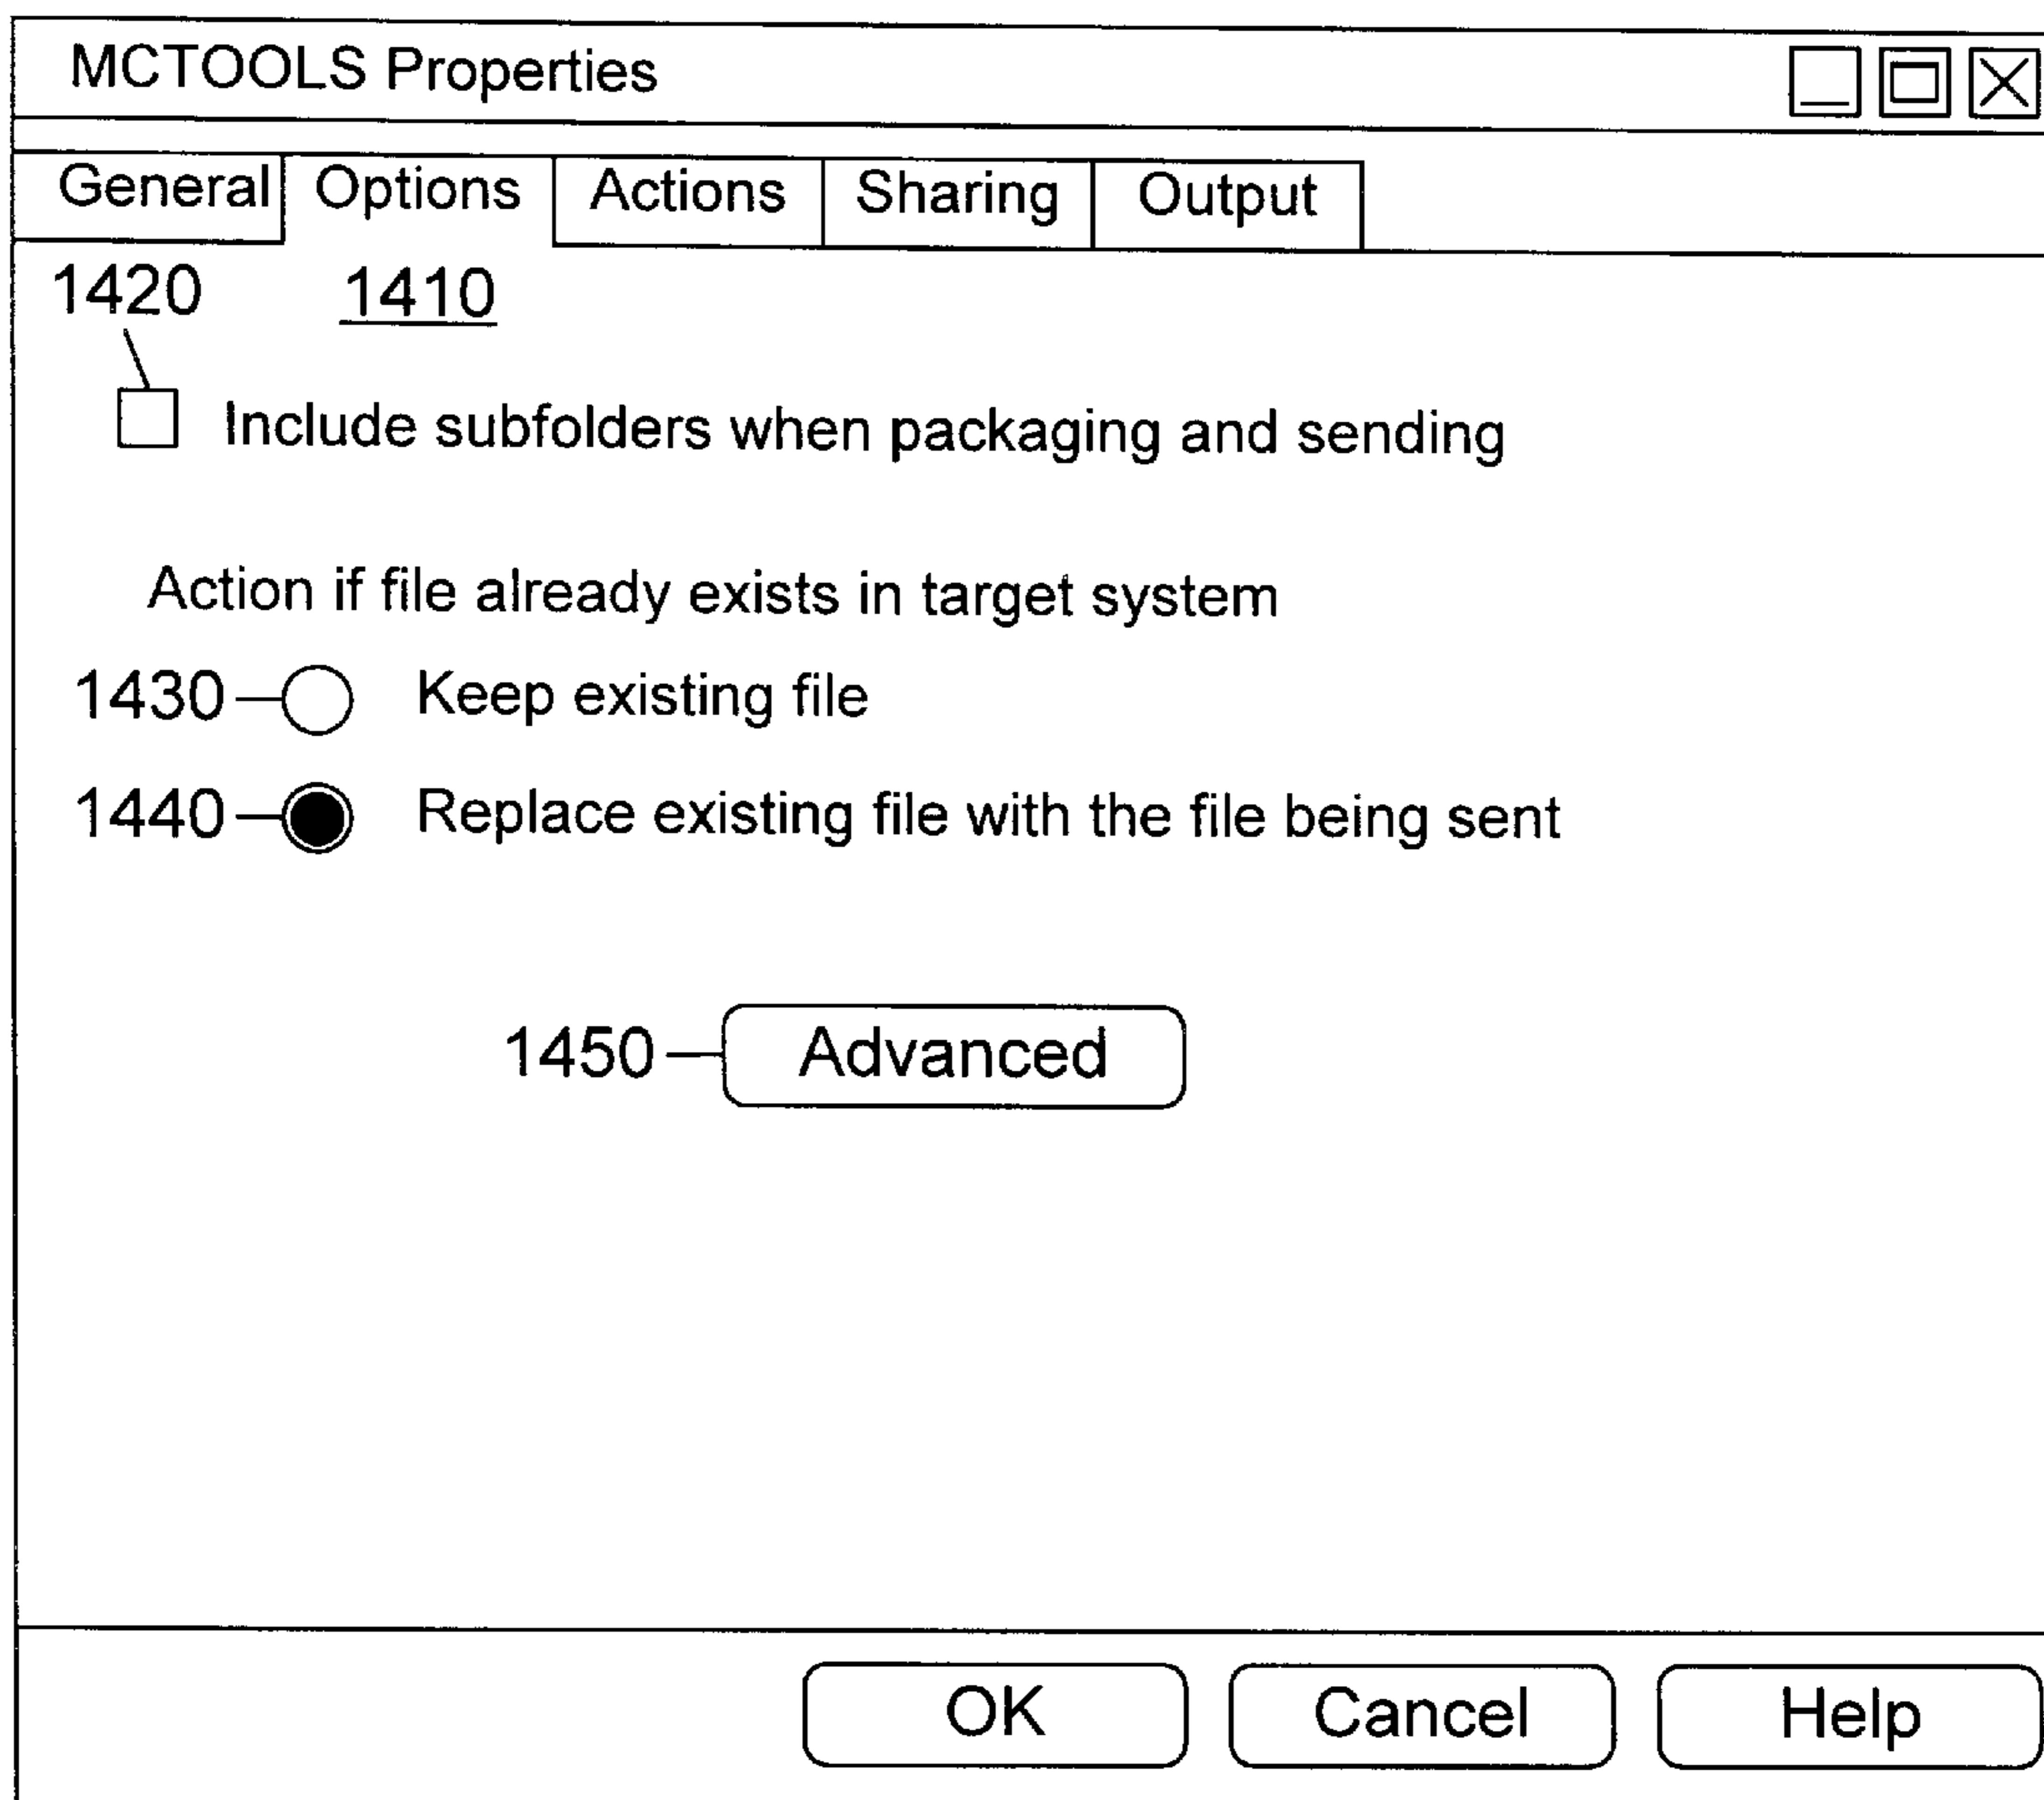 MCTOOLS Properties
General Options Actions Sharing Output
1420 1410
Include subfolders when packaging and sending
Action if file already exists in target system
1430 Keep existing file
1440 Replace existing file with the file being sent
1450 Advanced
OK Cancel Help